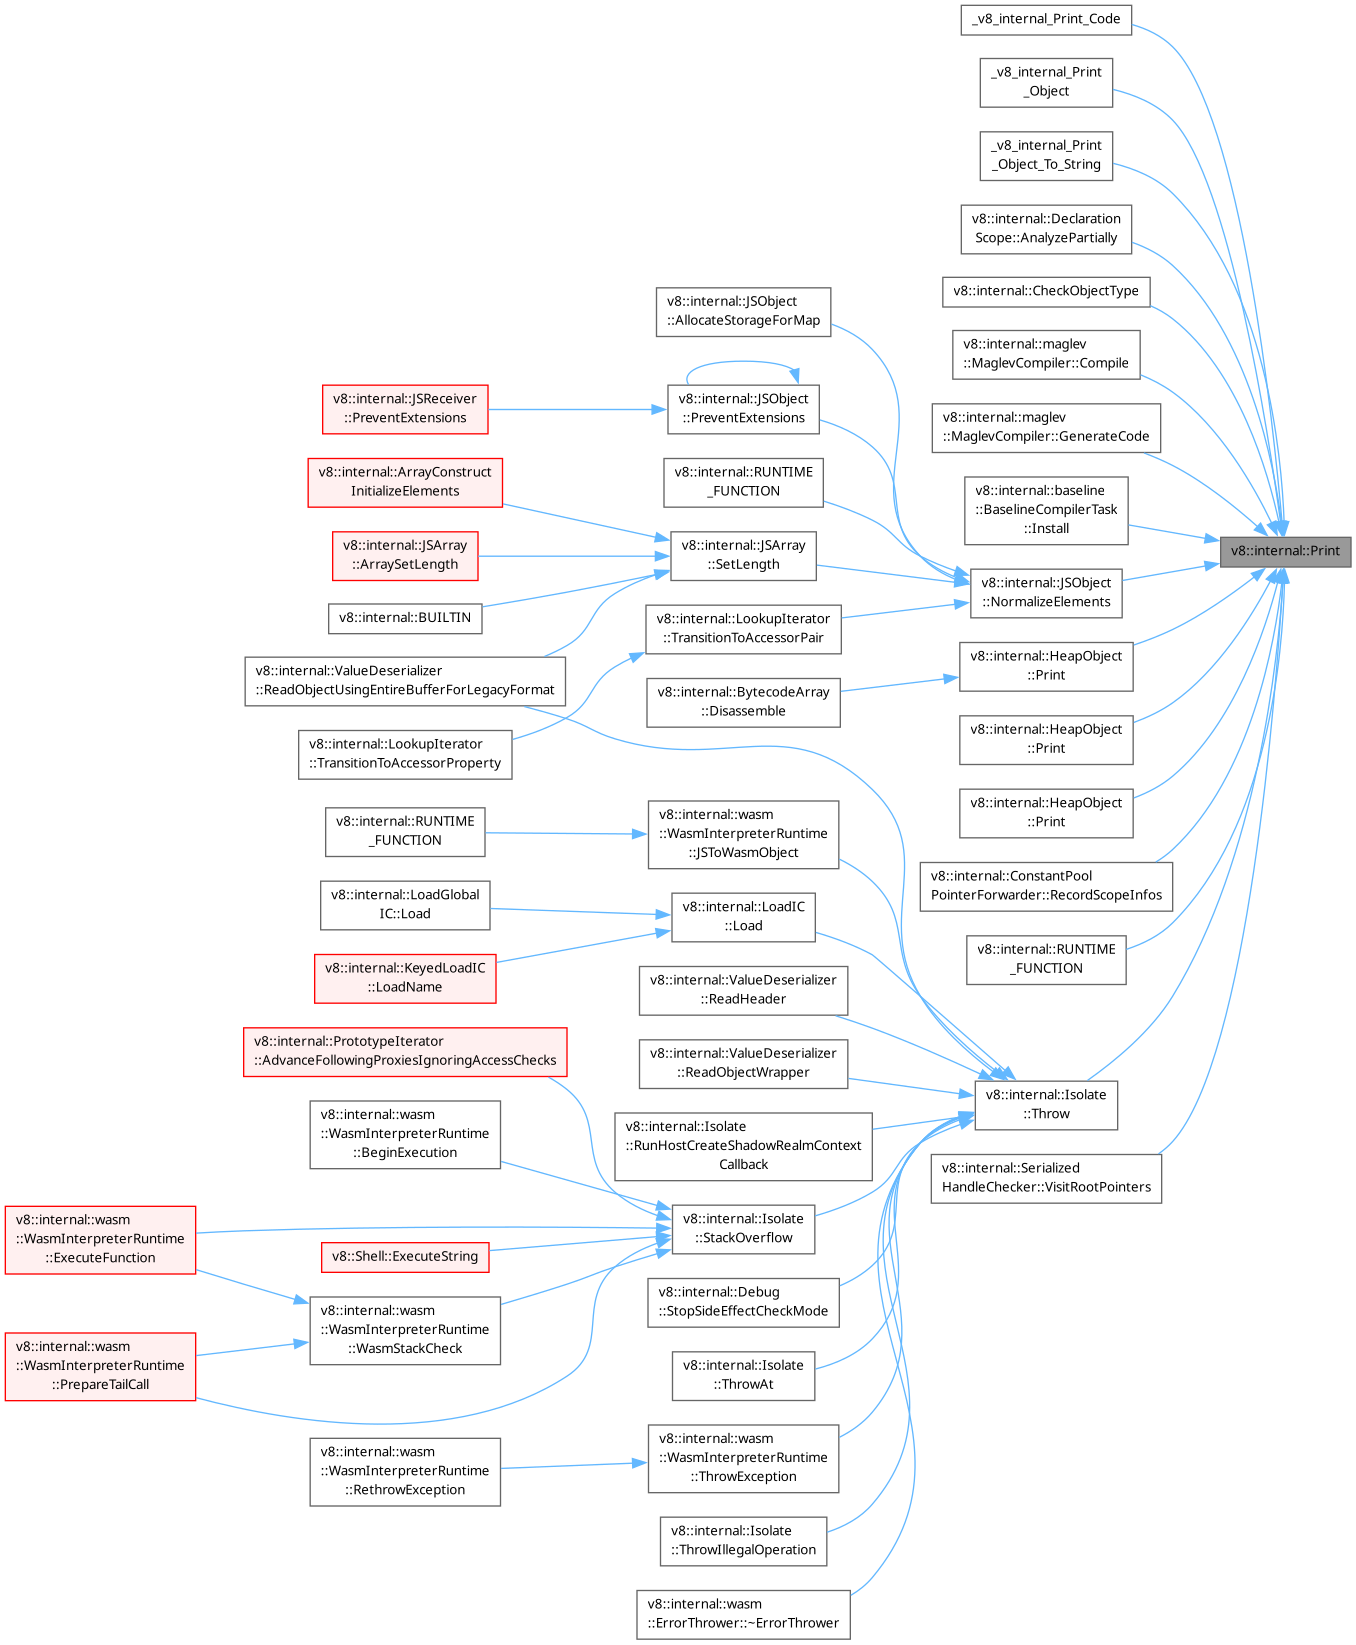 _v8_internal_Print_Code
_v8_internal_Print
_Object
_v8_internal_Print
_Object_To_String
v8::internal::Declaration
Scope::AnalyzePartially
v8::internal::CheckObjectType
v8::internal::maglev
::MaglevCompiler::Compile
v8::internal::maglev
::MaglevCompiler::GenerateCode
v8::internal::baseline
::BaselineCompilerTask
::Install
v8::internal::Print
v8::internal::JSObject
::NormalizeElements
v8::internal::HeapObject
::Print
v8::internal::HeapObject
::Print
v8::internal::HeapObject
::Print
v8::internal::ConstantPool
PointerForwarder::RecordScopeInfos
v8::internal::RUNTIME
_FUNCTION
v8::internal::Isolate
::Throw
v8::internal::Serialized
HandleChecker::VisitRootPointers
v8::internal::JSObject
::AllocateStorageForMap
v8::internal::JSObject
::PreventExtensions
v8::internal::RUNTIME
_FUNCTION
v8::internal::JSArray
::SetLength
v8::internal::LookupIterator
::TransitionToAccessorPair
v8::internal::BytecodeArray
::Disassemble
v8::internal::wasm
::WasmInterpreterRuntime
::JSToWasmObject
v8::internal::LoadIC
::Load
v8::internal::ValueDeserializer
::ReadHeader
v8::internal::ValueDeserializer
::ReadObjectWrapper
v8::internal::Isolate
::RunHostCreateShadowRealmContext
Callback
v8::internal::Isolate
::StackOverflow
v8::internal::Debug
::StopSideEffectCheckMode
v8::internal::Isolate
::ThrowAt
v8::internal::wasm
::WasmInterpreterRuntime
::ThrowException
v8::internal::Isolate
::ThrowIllegalOperation
v8::internal::wasm
::ErrorThrower::~ErrorThrower
v8::internal::JSReceiver
::PreventExtensions
v8::internal::ArrayConstruct
InitializeElements
v8::internal::JSArray
::ArraySetLength
v8::internal::BUILTIN
v8::internal::ValueDeserializer
::ReadObjectUsingEntireBufferForLegacyFormat
v8::internal::LookupIterator
::TransitionToAccessorProperty
v8::internal::RUNTIME
_FUNCTION
v8::internal::LoadGlobal
IC::Load
v8::internal::KeyedLoadIC
::LoadName
v8::internal::PrototypeIterator
::AdvanceFollowingProxiesIgnoringAccessChecks
v8::internal::wasm
::WasmInterpreterRuntime
::BeginExecution
v8::Shell::ExecuteString
v8::internal::wasm
::WasmInterpreterRuntime
::WasmStackCheck
v8::internal::wasm
::WasmInterpreterRuntime
::RethrowException
v8::internal::wasm
::WasmInterpreterRuntime
::ExecuteFunction
v8::internal::wasm
::WasmInterpreterRuntime
::PrepareTailCall